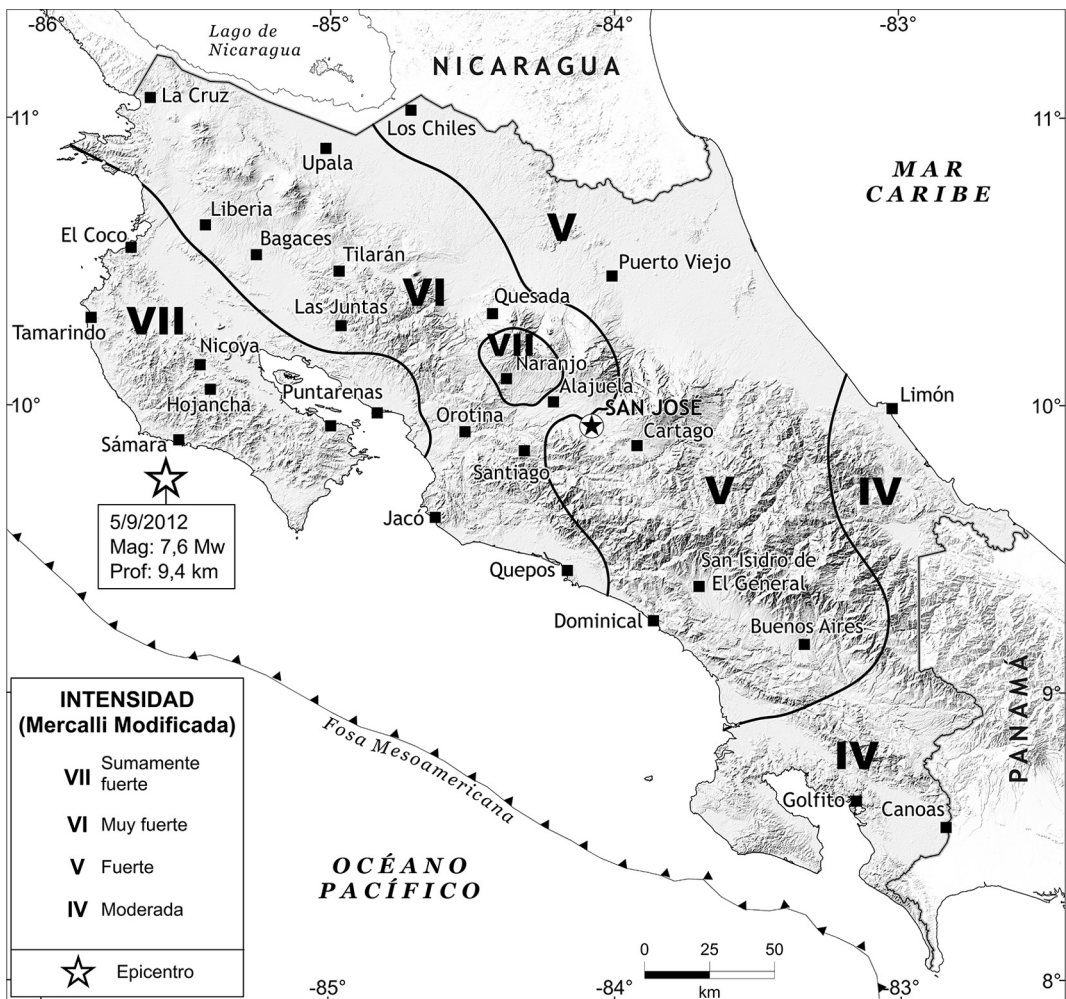 -86°
-85°
-84°
-83°
Lago de
Nicaragua
NICARAGUA
La Cruz
11°
Los Chiles
11°
Upala
MAR
CARIBE
Liberia
El Coco
Bagaces
V
Tilarán
Puerto Viejo
VI
Quesada
Las Juntas
VII
Tamarindo
VII
Nicoya
Naranjo
Hojancha
Puntarenas
Alajuela
Limón
10°
Orotina
SAN JOSÉ
10°
Cartago
Sámara
Santiago
V
IV
5/9/2012
Mag: 7,6 Mw
Prof: 9,4 km
Jacó
Quepos
San Isidro de
El General
Dominical
Buenos Aires
PANAMÁ
INTENSIDAD
(Mercalli Modificada)
VII Sumamente
fuerte
VI Muy fuerte
V Fuerte
IV Moderada
Epicentro
9°
Fosa Mesoamericana
IV
Golfito
Canoas
OCÉANO
PACÍFICO
0 25 50
km
-85°
-84°
-83°
8°